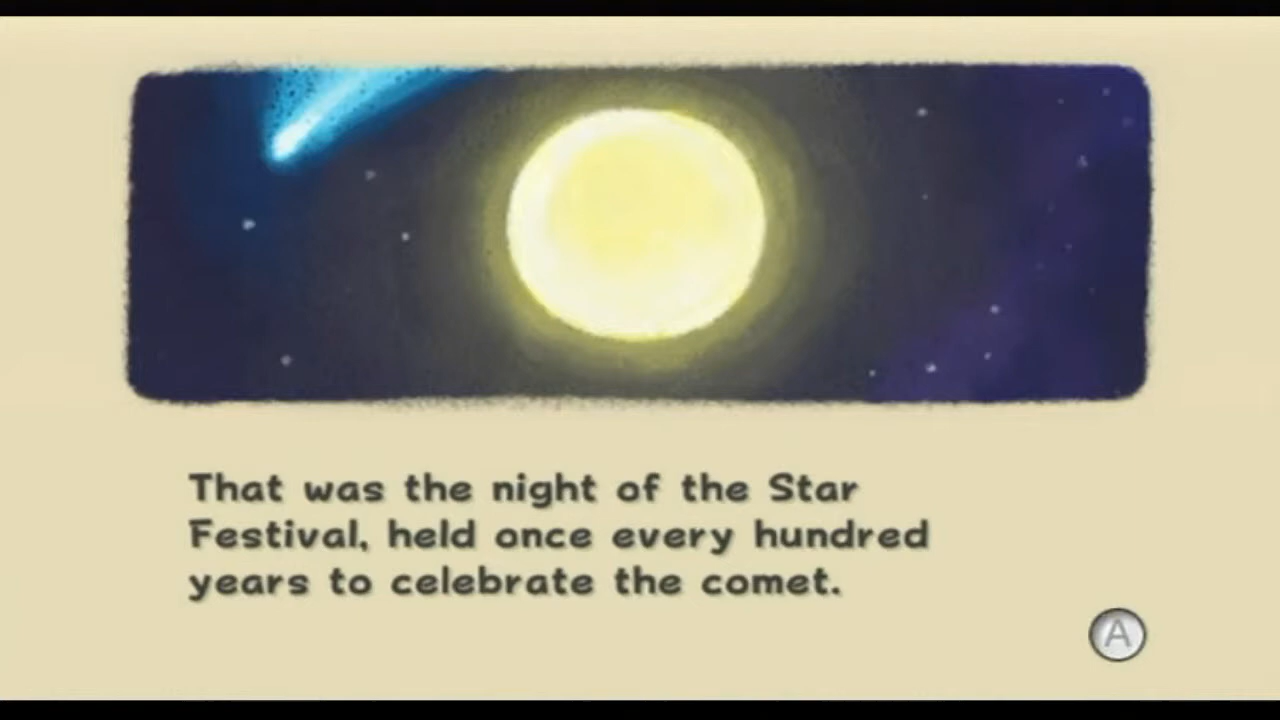 That was the night of the Star
Festival, held once every hundred
years to celebrate the comet.
A